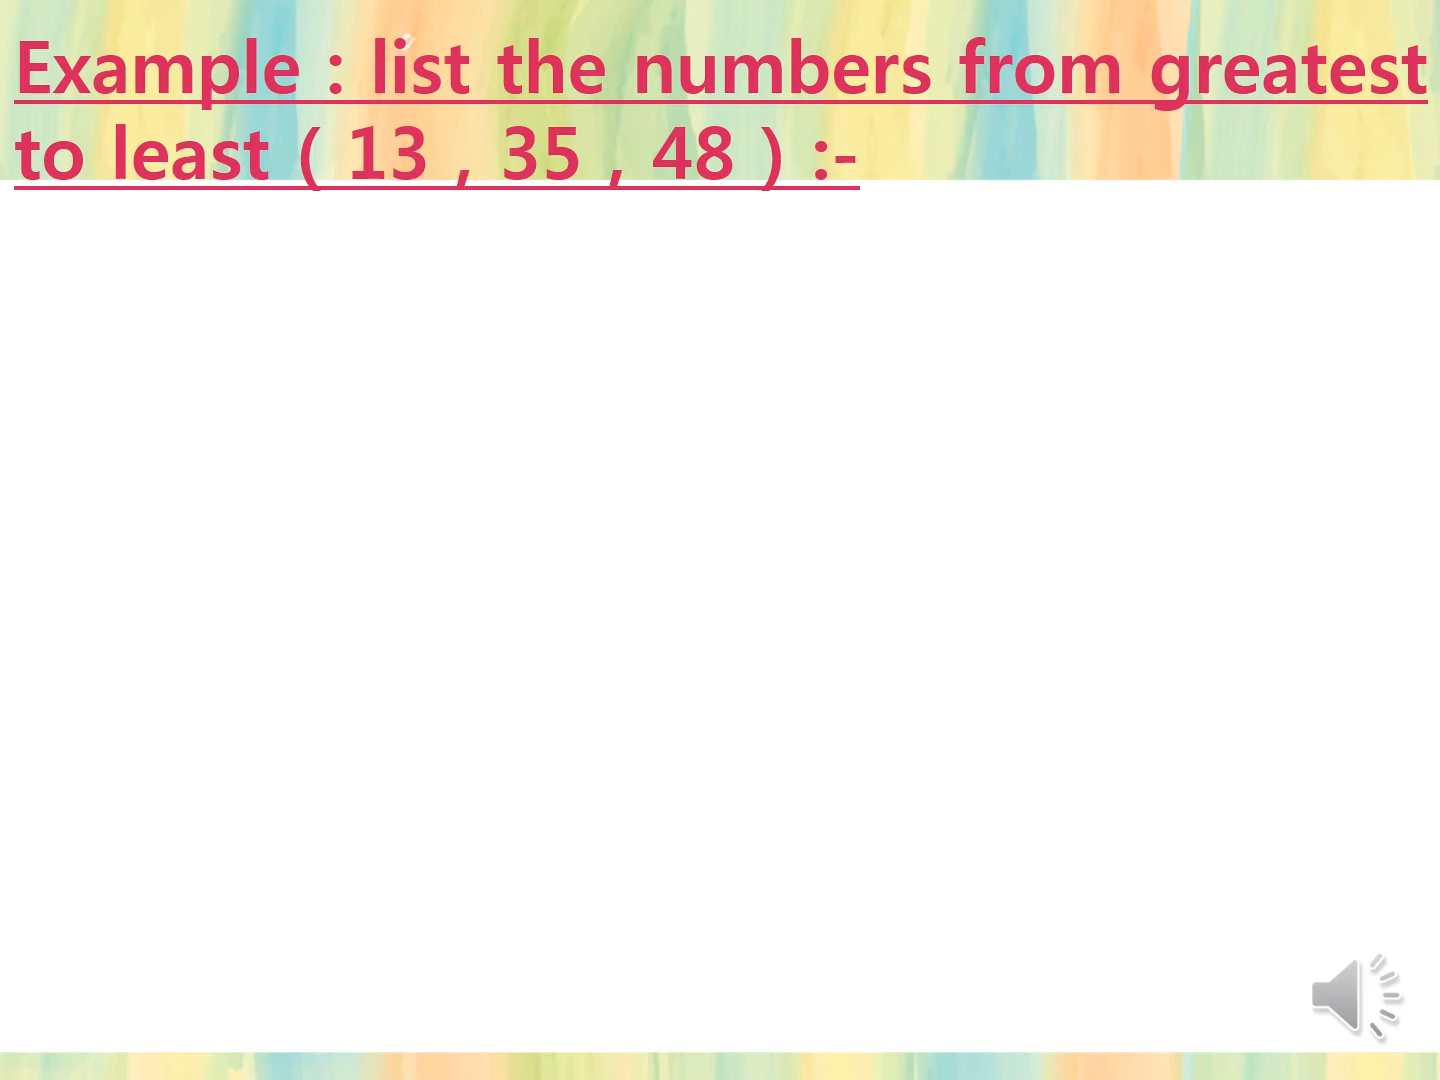 Example : list the numbers from greatest
to least ( 13 , 35 , 48 ) :-